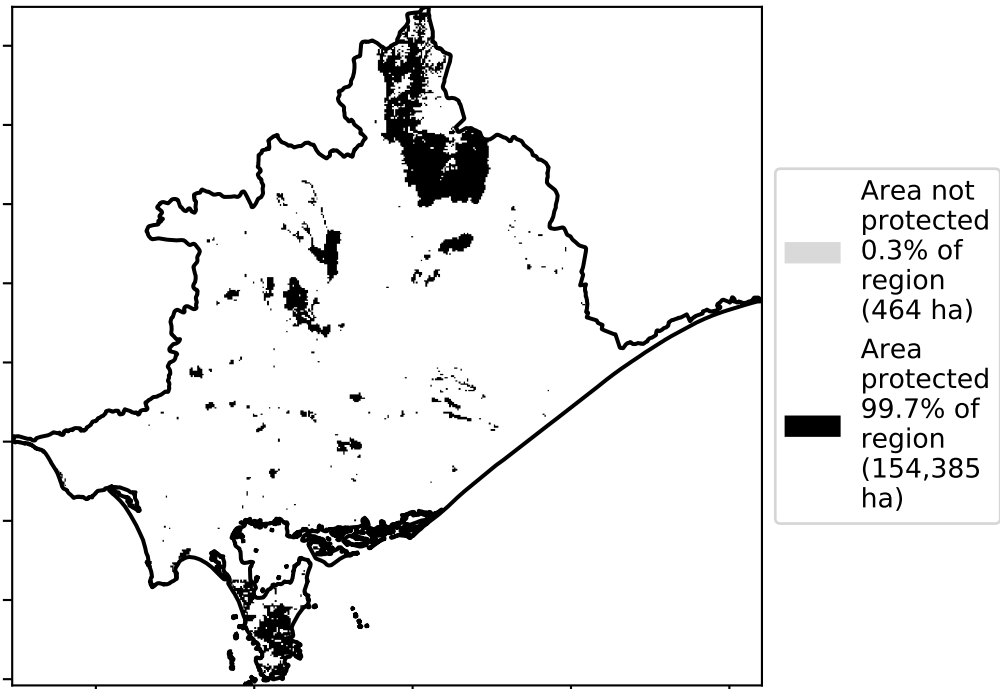 Area not
protected
0.3% of
region
(464 ha)
Area
protected
99.7% of
region
(154,385
ha)